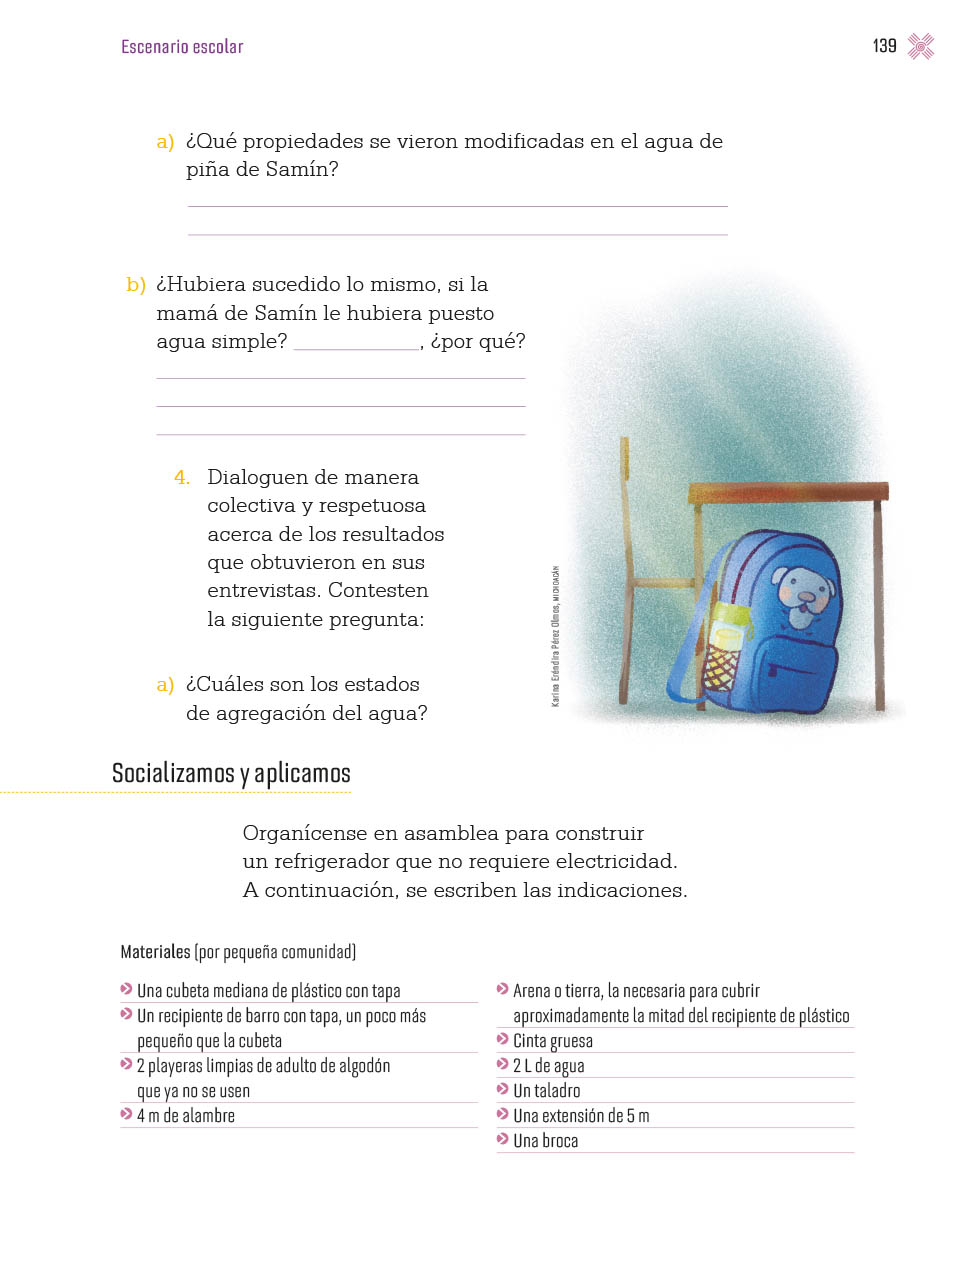 Escenario escolar
139
a) ¿Qué propiedades se vieron modificadas en el agua de
piña de Samín?
b) ¿Hubiera sucedido lo mismo, si la
mamá de Samín le hubiera puesto
agua simple? ____________, ¿por qué?
4. Dialoguen de manera
colectiva y respetuosa
acerca de los resultados
que obtuvieron en sus
entrevistas. Contesten
la siguiente pregunta:
a) ¿Cuáles son los estados
de agregación del agua?
Karina Eréndira Pérez Olmos, MICHOACÁN
Socializamos y aplicamos
Organícense en asamblea para construir
un refrigerador que no requiere electricidad.
A continuación, se escriben las indicaciones.
Materiales (por pequeña comunidad)
Una cubeta mediana de plástico con tapa
Un recipiente de barro con tapa, un poco más
pequeño que la cubeta
2 playeras limpias de adulto de algodón
que ya no se usen
4 m de alambre
Arena o tierra, la necesaria para cubrir
aproximadamente la mitad del recipiente de plástico
Cinta gruesa
2 L de agua
Un taladro
Una extensión de 5 m
Una broca